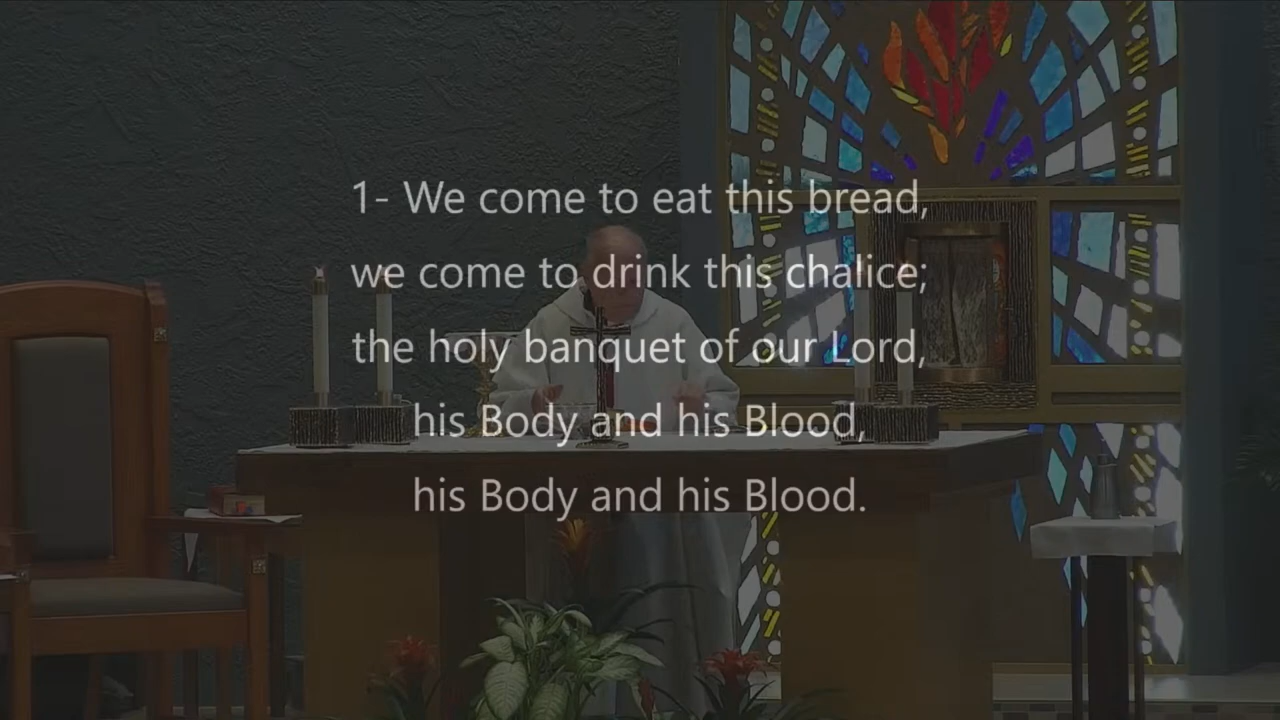 1- We come to eat this bread,
we come to drink this chalice;
the holy banquet of our Lord,
his Body and his Blood,
his Body and his Blood.